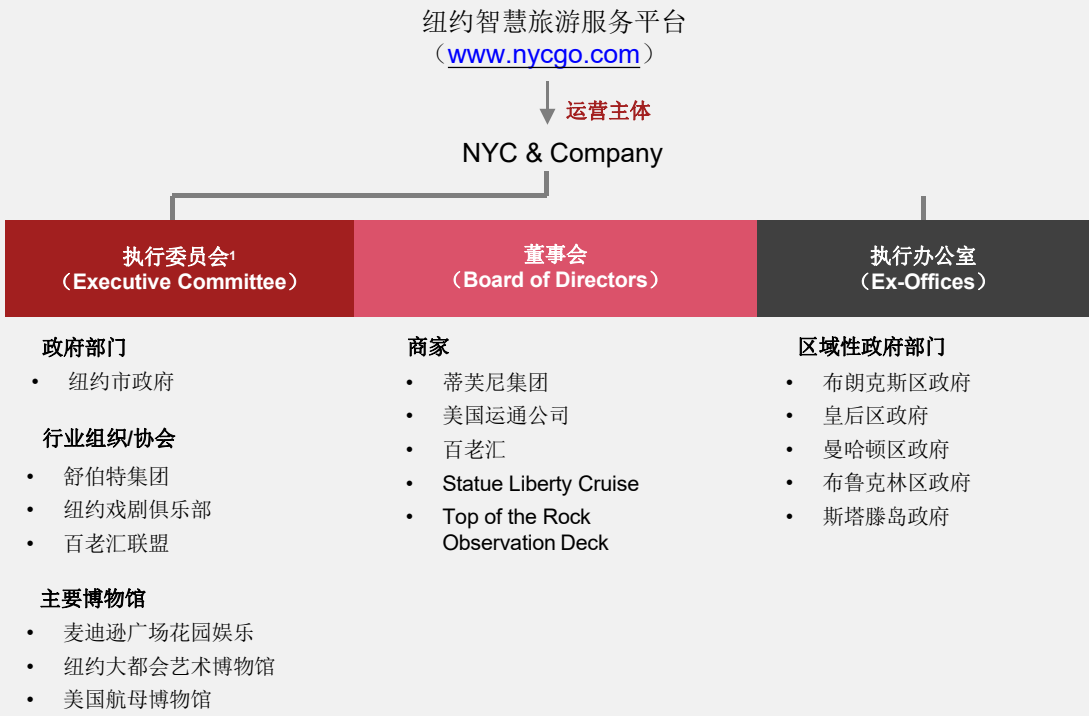 纽约智慧旅游服务平台
（www.nycgo.com）
运营主体
NYC & Company
执行委员会1
（Executive Committee）
董事会
（Board of Directors）
执行办公室
（Ex-Offices）
政府部门
• 纽约市政府
行业组织/协会
• 舒伯特集团
• 纽约戏剧俱乐部
• 百老汇联盟
主要博物馆
• 麦迪逊广场花园娱乐
• 纽约大都会艺术博物馆
• 美国航母博物馆
商家
• 蒂芙尼集团
• 美国运通公司
• 百老汇
• Statue Liberty Cruise
• Top of the Rock
Observation Deck
区域性政府部门
• 布朗克斯区政府
• 皇后区政府
• 曼哈顿区政府
• 布鲁克林区政府
• 斯塔滕岛政府